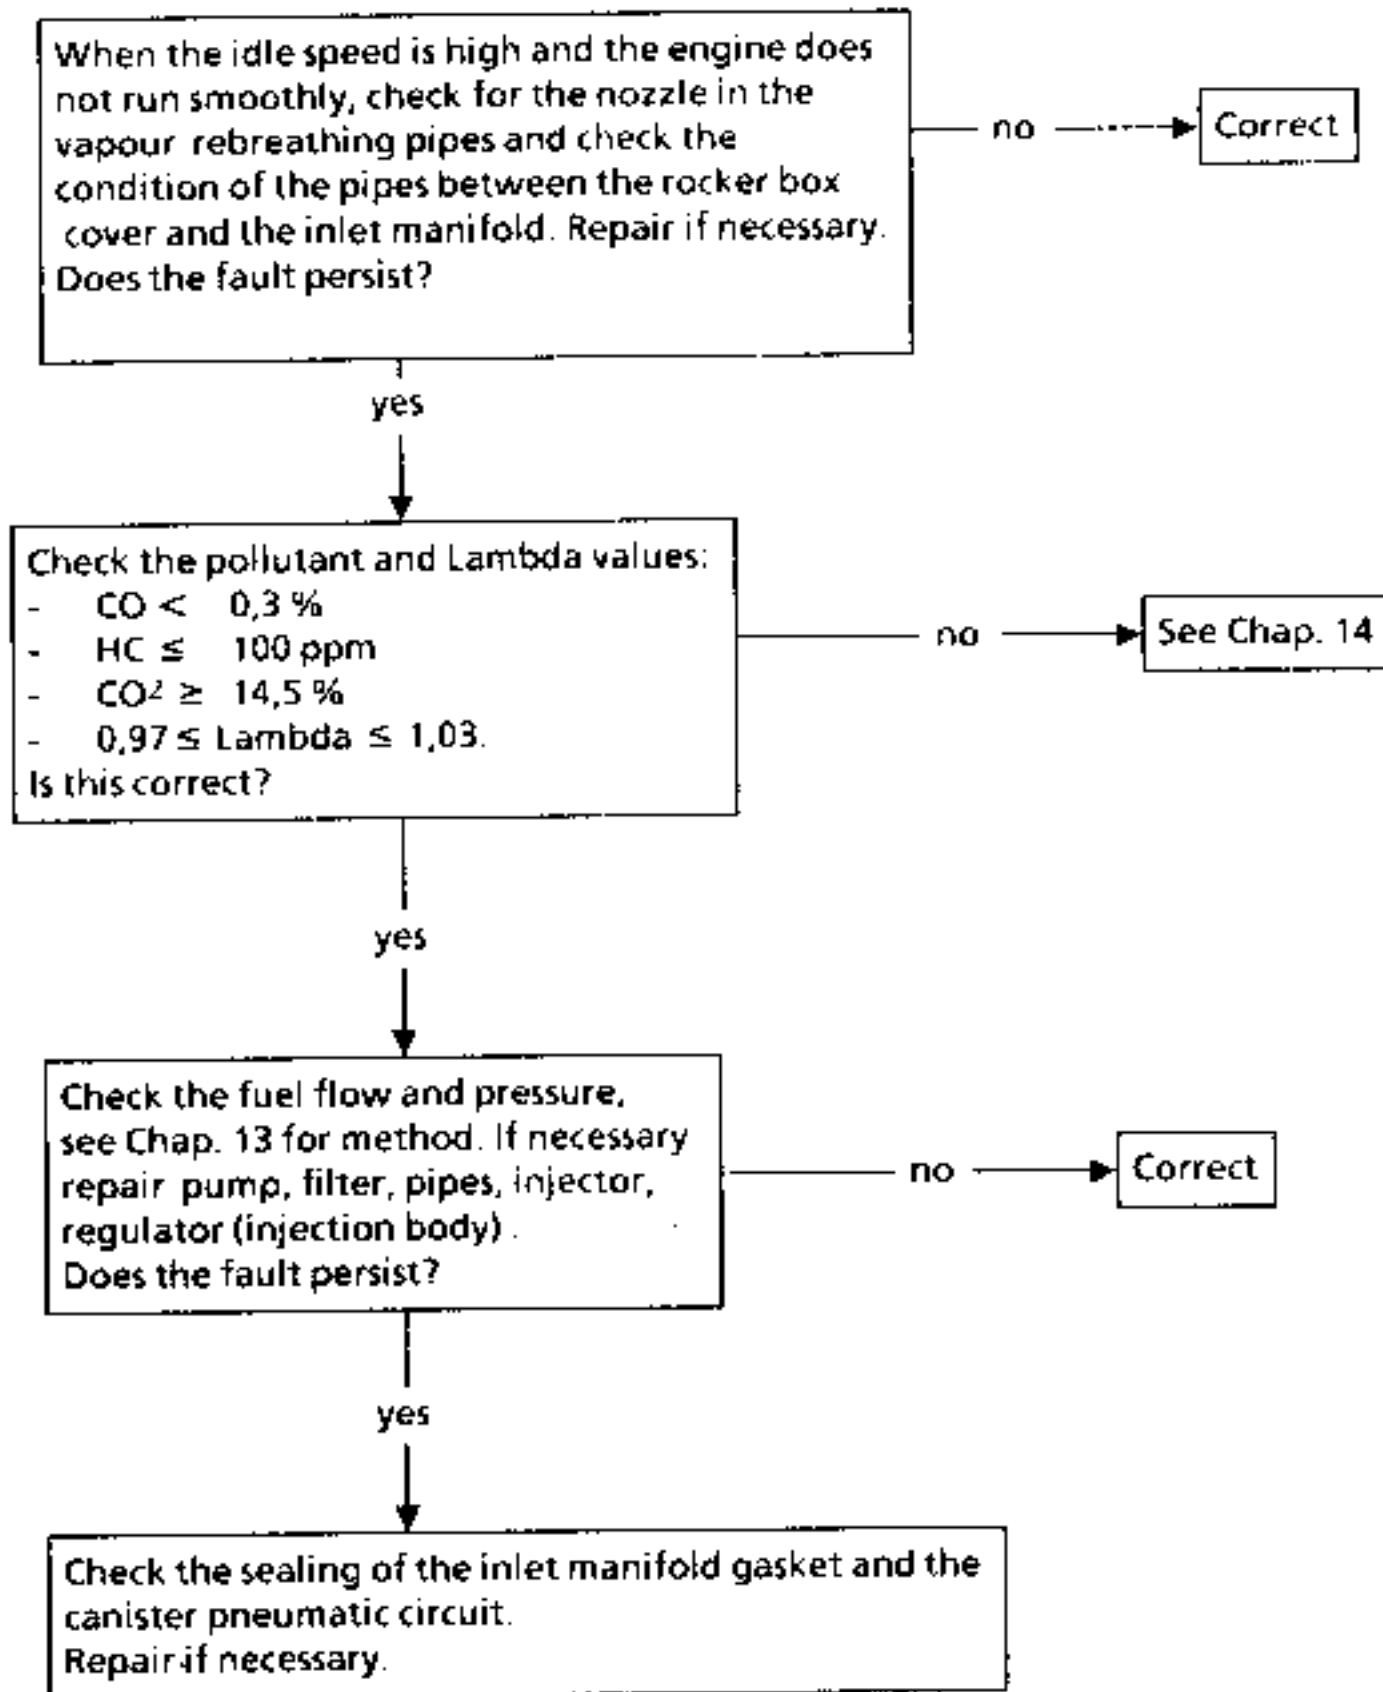 When the idle speed is high and the engine does
not run smoothly, check for the nozzle in the
vapour rebreathing pipes and check the
condition of the pipes between the rocker box
cover and the inlet manifold. Repair if necessary.
Does the fault persist?
no
Correct
yes
Check the pollutant and Lambda values:
- CO < 0,3 %
- HC ≤ 100 ppm
- CO² ≥ 14,5 %
- 0,97 ≤ Lambda ≤ 1,03.
Is this correct?
no
See Chap. 14
yes
Check the fuel flow and pressure,
see Chap. 13 for method. If necessary
repair pump, filter, pipes, injector,
regulator (injection body).
Does the fault persist?
no
Correct
yes
Check the sealing of the inlet manifold gasket and the
canister pneumatic circuit.
Repair if necessary.